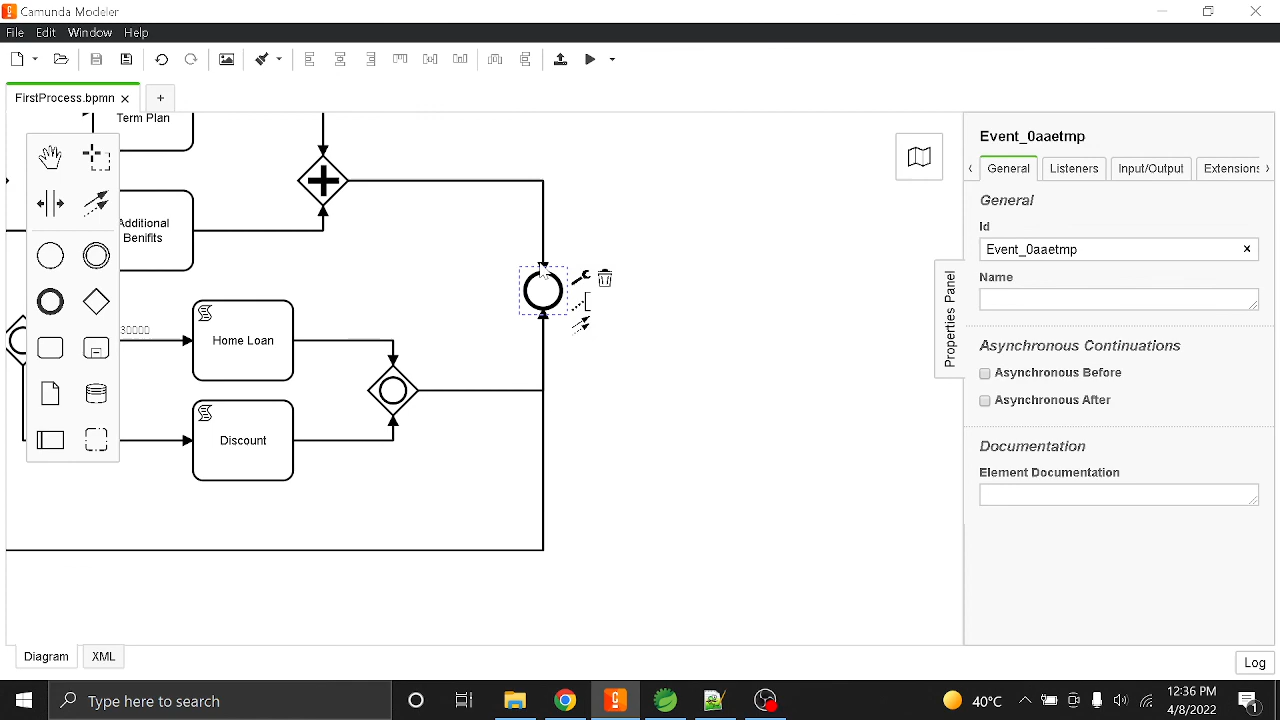 Camunda Modeler
File Edit Window Help
FirstProcess.bpmn
Term Plan
Additional
Benifits
Home Loan
Discount
Event_0aaetmp
General Listeners Input/Output Extensions
General
Id
Event_0aaetmp
Name
Asynchronous Continuations
Asynchronous Before
Asynchronous After
Documentation
Element Documentation
Properties Panel
Diagram XML
Log
Type here to search
40°C
12:36 PM
4/8/2022
1